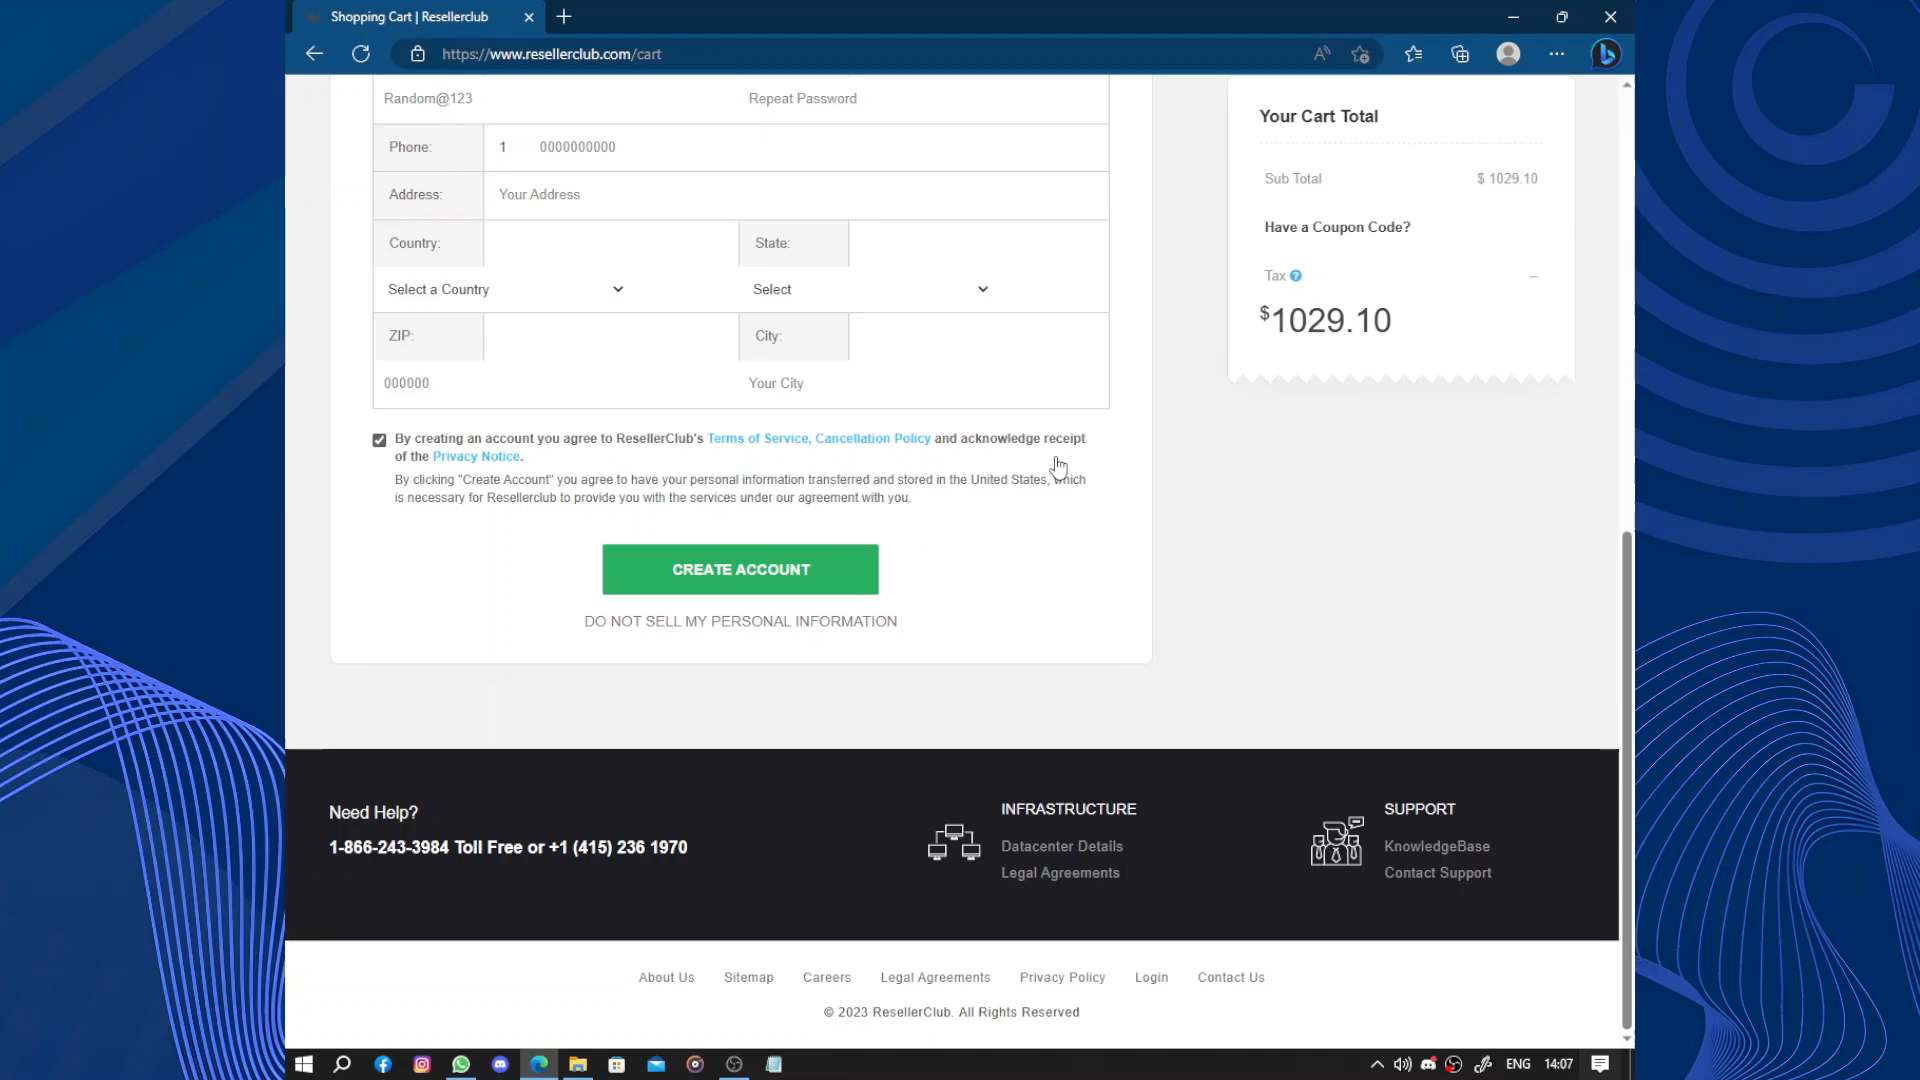 Shopping Cart | Resellerclub
https://www.resellerclub.com/cart
Random@123 Repeat Password
Phone: 1 0000000000
Address: Your Address
Country: State:
Select a Country Select
ZIP: City:
000000 Your City
By creating an account you agree to ResellerClub's Terms of Service, Cancellation Policy and acknowledge receipt
of the Privacy Notice.
By clicking "Create Account" you agree to have your personal information transferred and stored in the United States, which
is necessary for Resellerclub to provide you with the services under our agreement with you.
CREATE ACCOUNT
DO NOT SELL MY PERSONAL INFORMATION
Your Cart Total
Sub Total $ 1029.10
Have a Coupon Code?
Tax ? --
$1029.10
Need Help?
1-866-243-3984 Toll Free or +1 (415) 236 1970
INFRASTRUCTURE
Datacenter Details
Legal Agreements
SUPPORT
KnowledgeBase
Contact Support
About Us Sitemap Careers Legal Agreements Privacy Policy Login Contact Us
© 2023 ResellerClub. All Rights Reserved
ENG 14:07